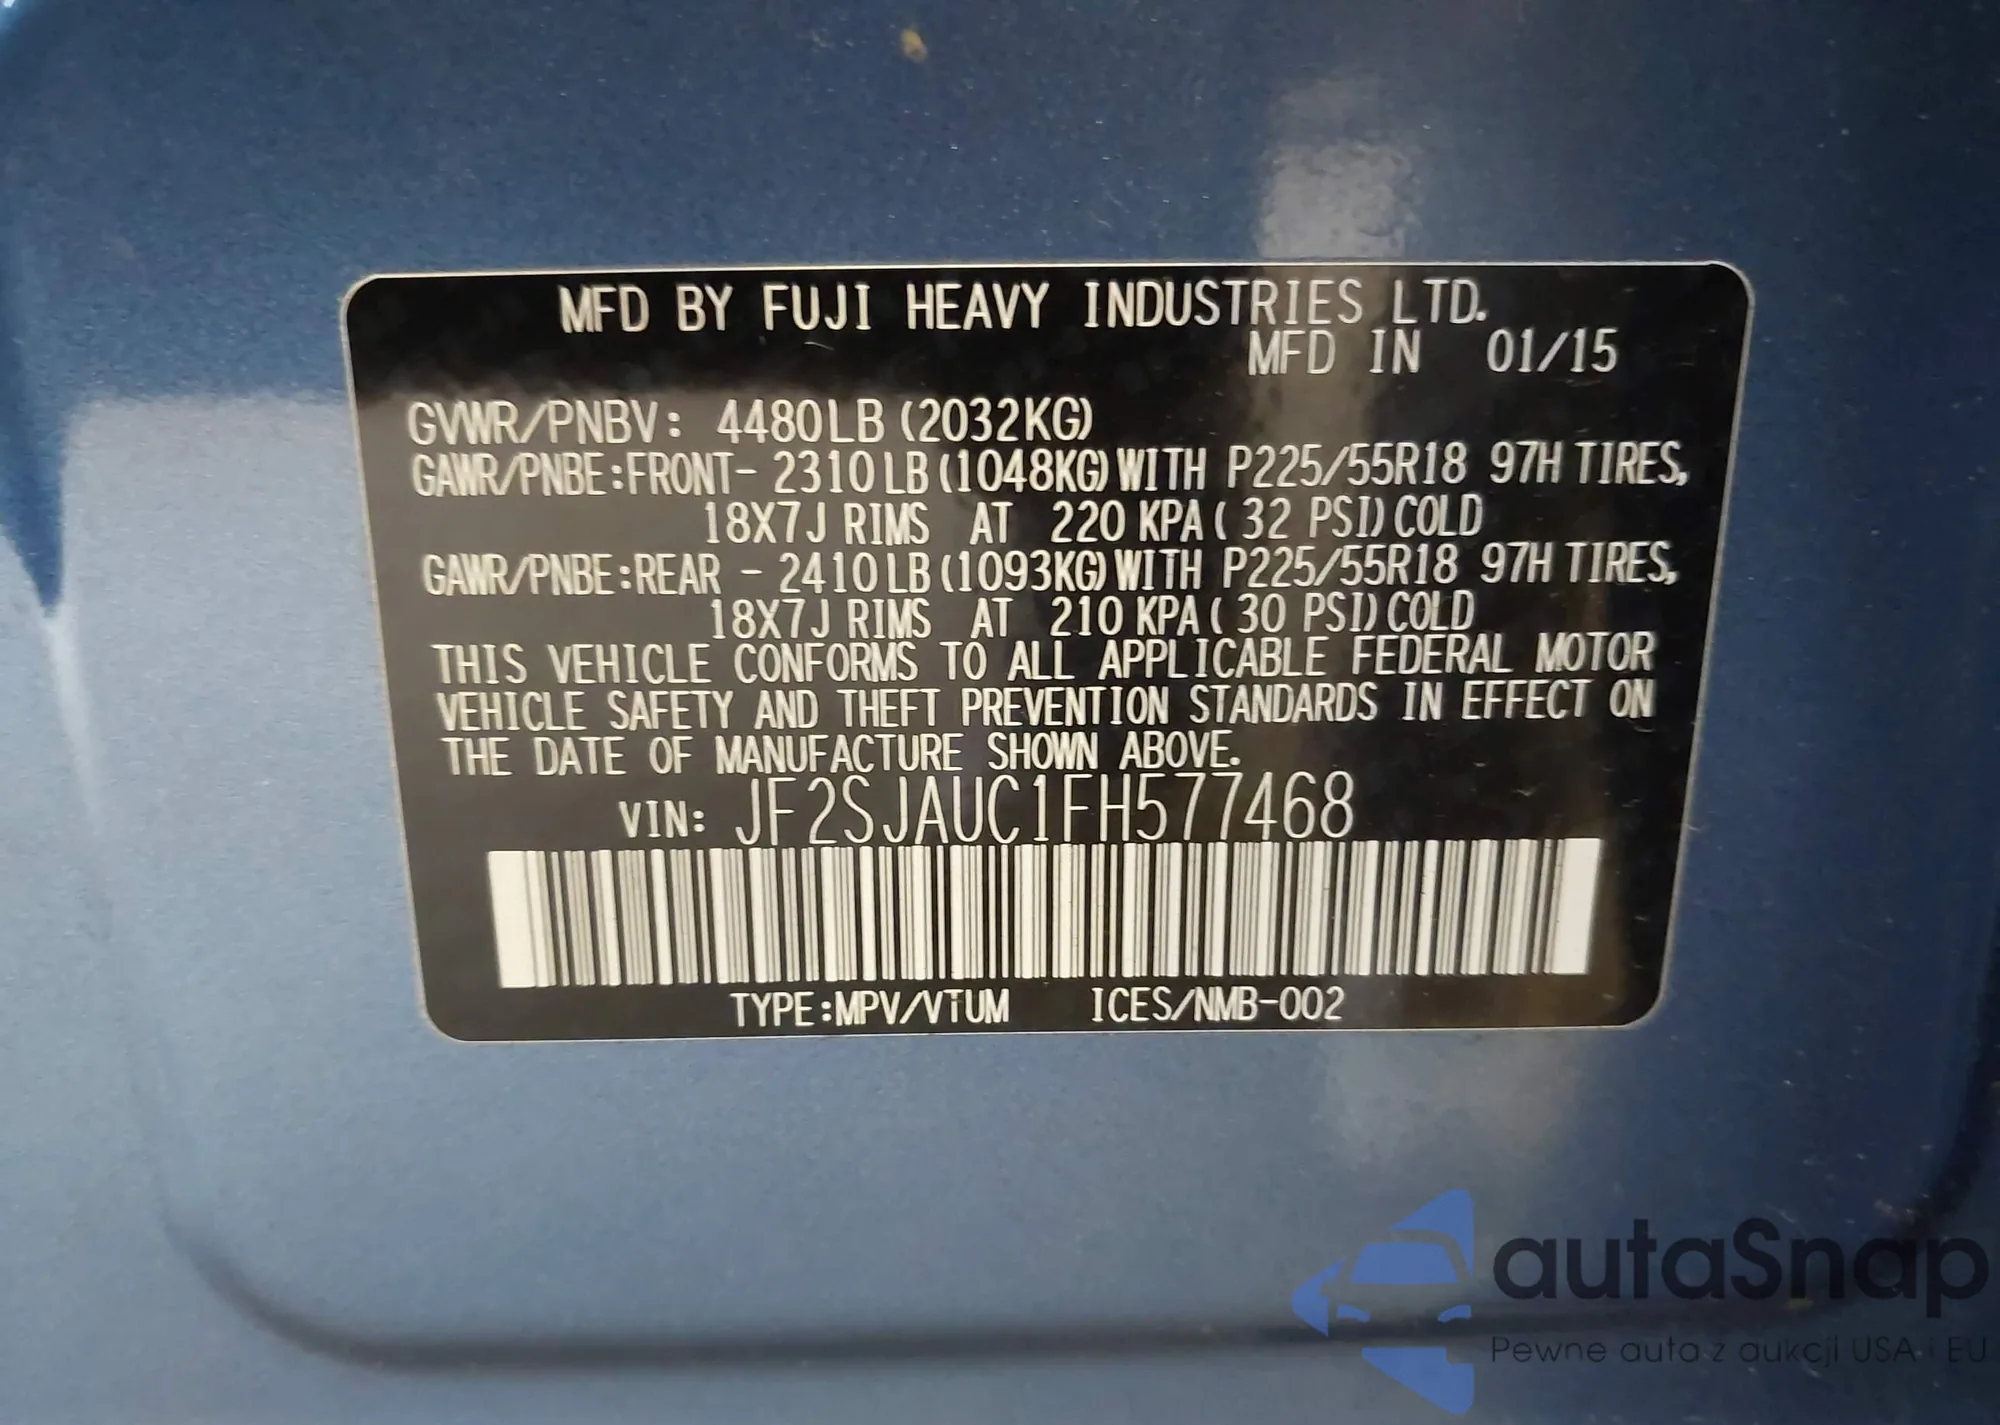 MFD BY FUJI HEAVY INDUSTRIES LTD.
MFD IN 01/15
GVWR/PNBV: 4480LB (2032KG)
GAWR/PNBE:FRONT- 2310LB (1048KG) WITH P225/55R18 97H TIRES,
18X7J RIMS AT 220 KPA ( 32 PSI) COLD
GAWR/PNBE:REAR - 2410LB (1093KG) WITH P225/55R18 97H TIRES,
18X7J RIMS AT 210 KPA ( 30 PSI) COLD
THIS VEHICLE CONFORMS TO ALL APPLICABLE FEDERAL MOTOR
VEHICLE SAFETY AND THEFT PREVENTION STANDARDS IN EFFECT ON
THE DATE OF MANUFACTURE SHOWN ABOVE.
VIN: JF2SJAUC1FH577468
TYPE:MPV/VTUM ICES/NMB-002
autaSnap
Pewne auta z aukcji USA i EU